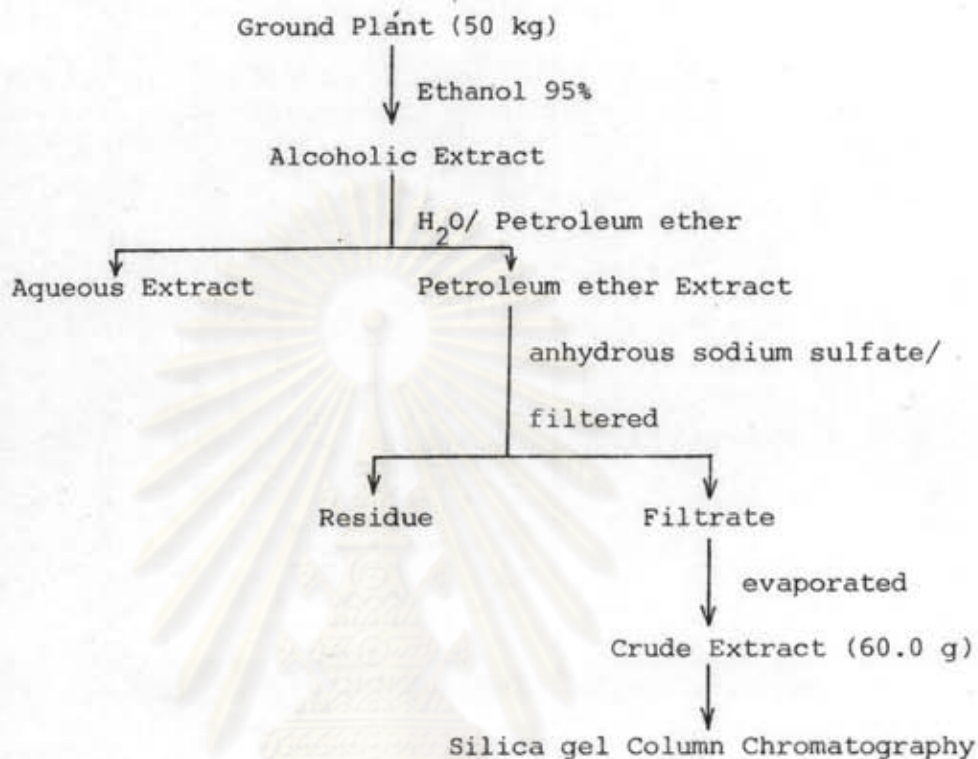 Ground Plant (50 kg)
Ethanol 95%
Alcoholic Extract
H₂O/ Petroleum ether
Aqueous Extract
Petroleum ether Extract
anhydrous sodium sulfate/
filtered
Residue
Filtrate
evaporated
Crude Extract (60.0 g)
Silica gel Column Chromatography